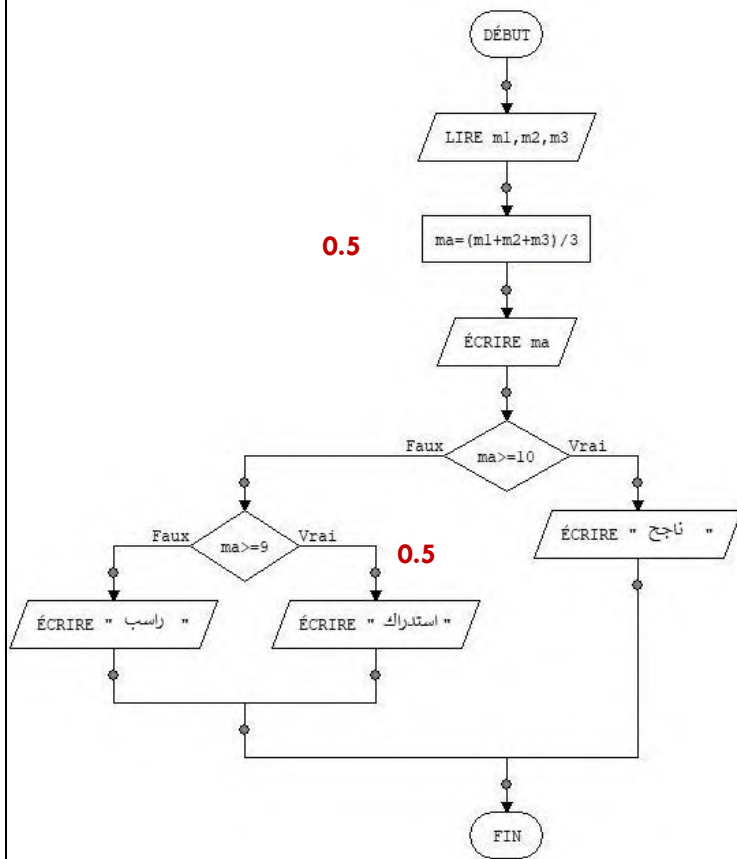 DÉBUT
LIRE m1,m2,m3
0.5
ma=(m1+m2+m3)/3
ÉCRIRE ma
Faux
ma>=10
Vrai
ÉCRIRE " ناجح "
Faux
ma>=9
Vrai
0.5
ÉCRIRE " راسب "
ÉCRIRE " استدراك "
FIN